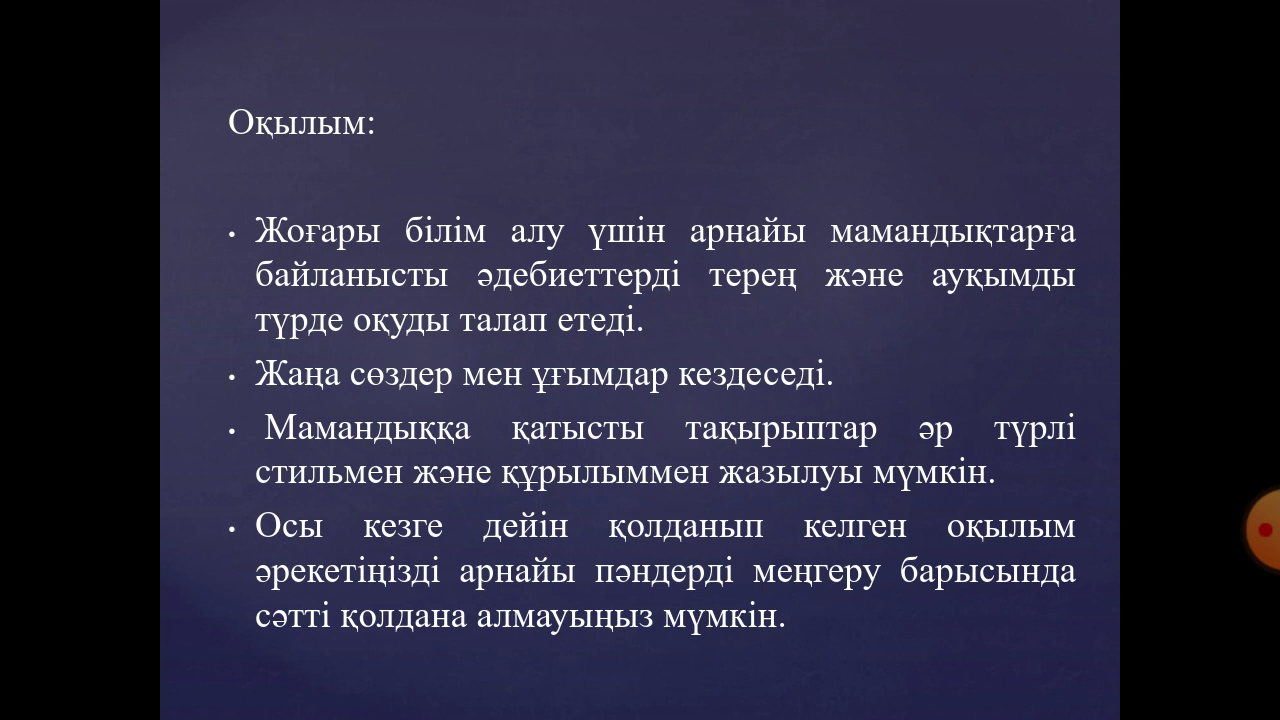 Оқылым:
• Жоғары білім алу үшін арнайы мамандықтарға
байланысты әдебиеттерді терең және ауқымды
түрде оқуды талап етеді.
• Жаңа сөздер мен ұғымдар кездеседі.
• Мамандыққа қатысты тақырыптар әр түрлі
стильмен және құрылыммен жазылуы мүмкін.
• Осы кезге дейін қолданып келген оқылым
әрекетіңізді арнайы пәндерді меңгеру барысында
сәтті қолдана алмауыңыз мүмкін.